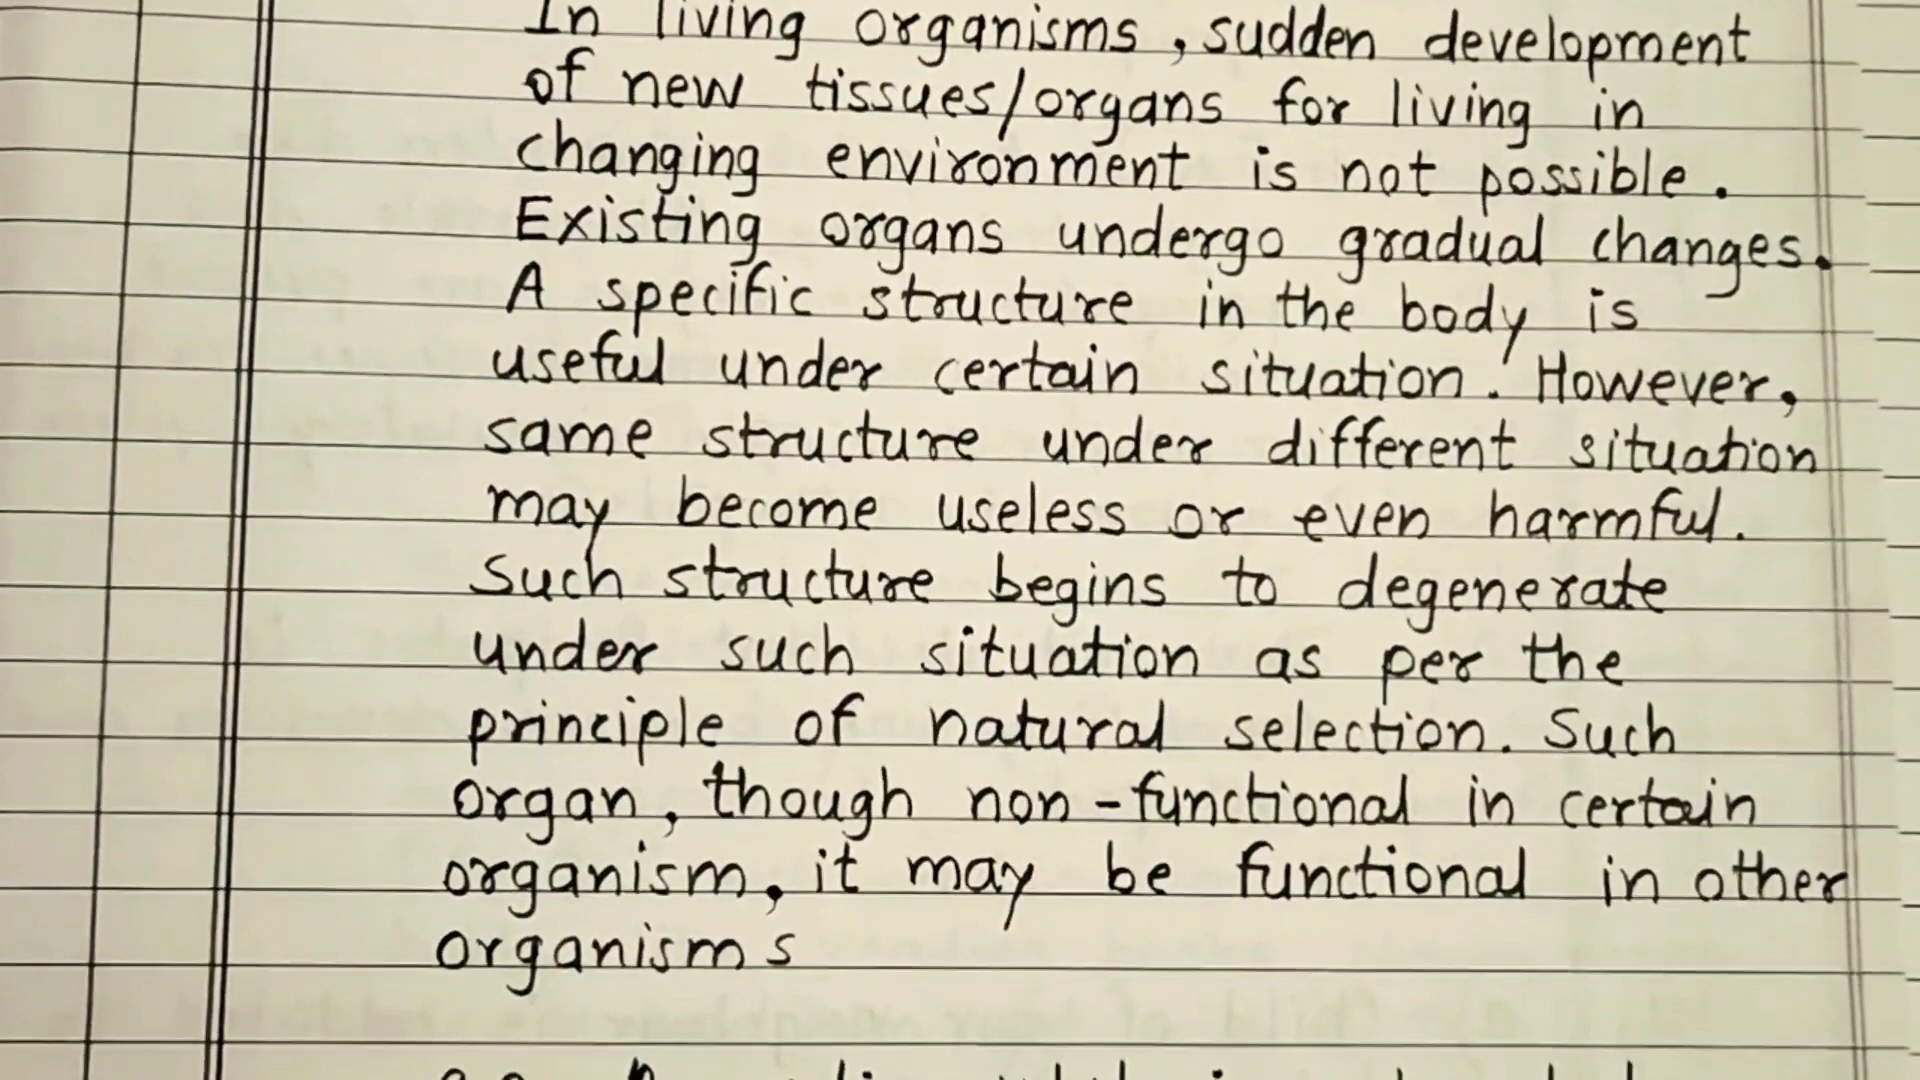 In living organisms, sudden development
of new tissues/organs for living in
changing environment is not possible.
Existing organs undergo gradual changes.
A specific structure in the body is
useful under certain situation. However,
same structure under different situation
may become useless or even harmful.
Such structure begins to degenerate
under such situation as per the
principle of natural selection. Such
organ, though non-functional in certain
organism, it may be functional in other
organisms